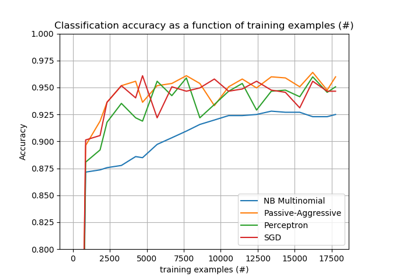 Classification accuracy as a function of training examples (#)
1.000
0.975
0.950
0.925
0.900
0.875
0.850
0.825
0.800
Accuracy
NB Multinomial
Passive-Aggressive
Perceptron
SGD
0 2500 5000 7500 10000 12500 15000 17500
training examples (#)